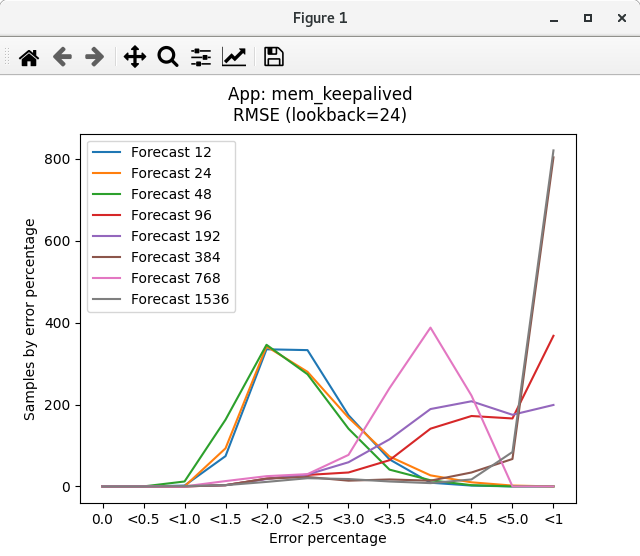 Figure 1
App: mem_keepalived
RMSE (lookback=24)
800
600
400
200
0
Samples by error percentage
Forecast 12
Forecast 24
Forecast 48
Forecast 96
Forecast 192
Forecast 384
Forecast 768
Forecast 1536
0.0 <0.5 <1.0 <1.5 <2.0 <2.5 <3.0 <3.5 <4.0 <4.5 <5.0 <1
Error percentage